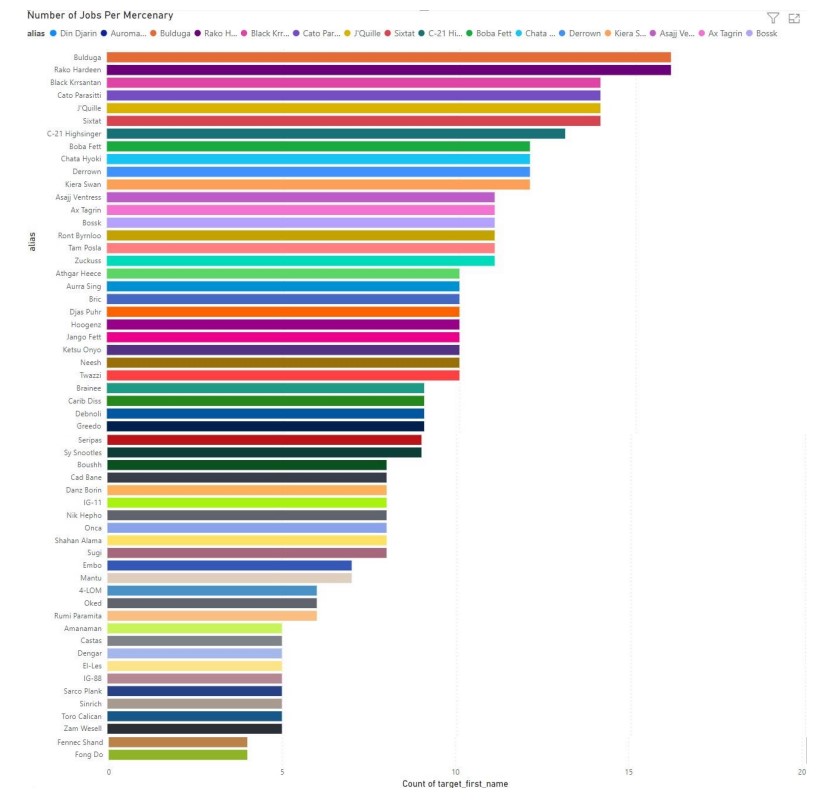 Number of Jobs Per Mercenary
alias Din Djarin Auroma... Bulduga Rako H... Black Krr... Cato Par... J'Quille Sixtat C-21 Hi... Boba Fett Chata ... Derrown Kiera S... Asajj Ve... Ax Tagrin Bossk
Bulduga
Rako Hardeen
Black Krrsantan
Cato Parasitti
J'Quille
Sixtat
C-21 Highsinger
Boba Fett
Chata Hyoki
Derrown
Kiera Swan
Asajj Ventress
Ax Tagrin
Bossk
Ront Byrnloo
Tam Posla
Zuckuss
Athgar Heece
Aurra Sing
Bric
Djas Puhr
Hoogenz
Jango Fett
Ketsu Onyo
Neesh
Twazzi
Brainee
Carib Diss
Debnoli
Greedo
Seripas
Sy Snootles
Boushh
Cad Bane
Danz Borin
IG-11
Nik Hepho
Onca
Shahan Alama
Sugi
Embo
Mantu
4-LOM
Oked
Rumi Paramita
Amanaman
Castas
Dengar
El-Les
IG-88
Sarco Plank
Sinrich
Toro Calican
Zam Wesell
Fennec Shand
Fong Do
alias
0 5 10 15 20
Count of target_first_name